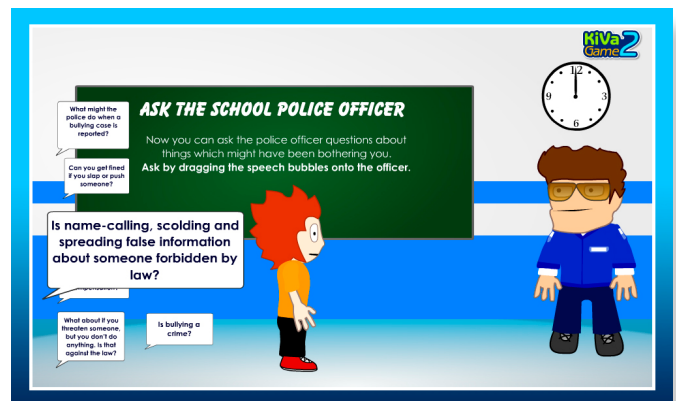 KiVa
Game 2
12
9
3
6
ASK THE SCHOOL POLICE OFFICER
Now you can ask the police officer questions about
things which might have been bothering you.
Ask by dragging the speech bubbles onto the officer.
What might the
police do when a
bullying case is
reported?
Can you get fined
if you slap or push
someone?
Is name-calling, scolding and
spreading false information
about someone forbidden by
law?
What about if you
threaten someone,
but you don't do
anything. Is that
against the law?
Is bullying a
crime?